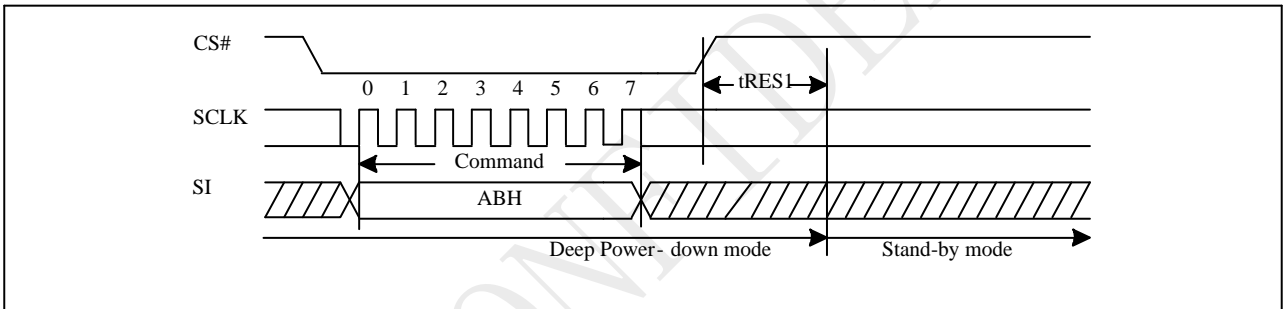 CS#
tRES1
0 1 2 3 4 5 6 7
SCLK
Command
SI
ABH
Deep Power- down mode
Stand-by mode